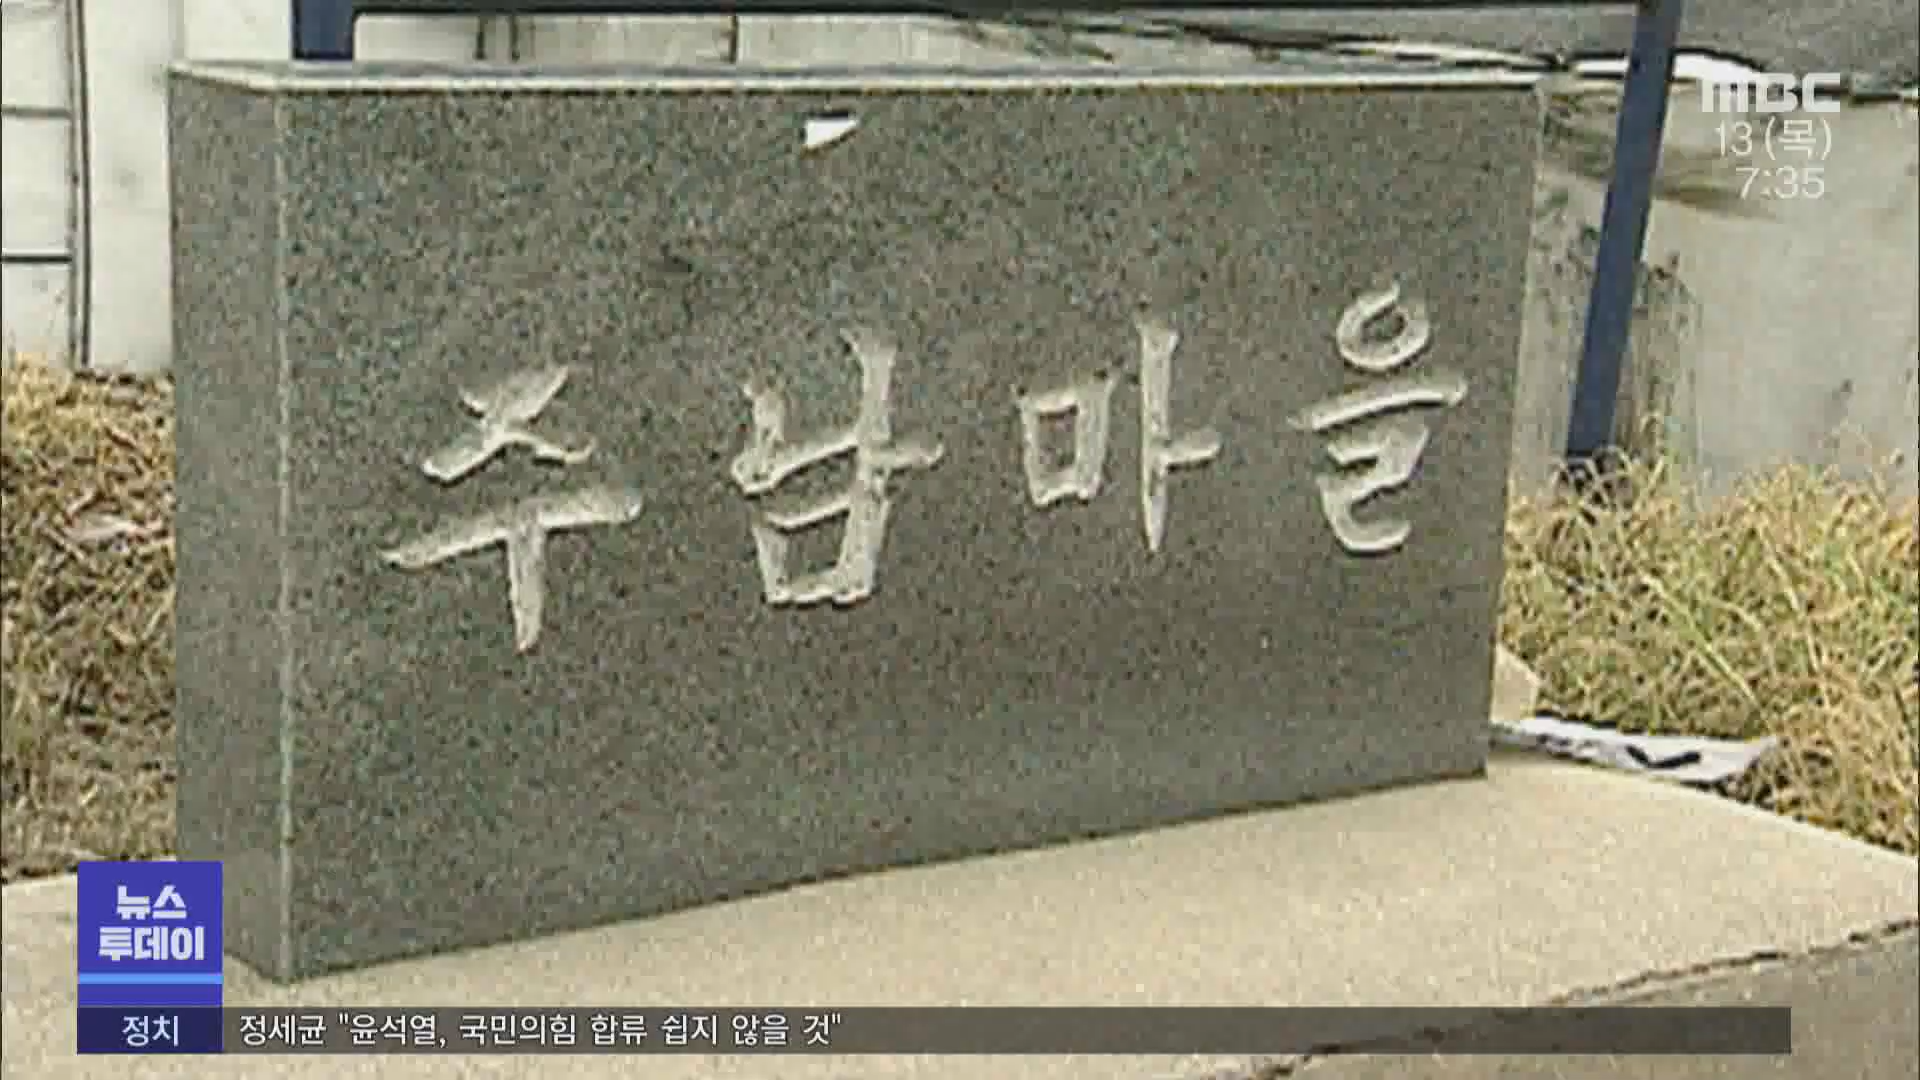 MBC
13(목)
7:35
주남마을
뉴스
투데이
정치 정세균 "윤석열, 국민의힘 합류 쉽지 않을 것"